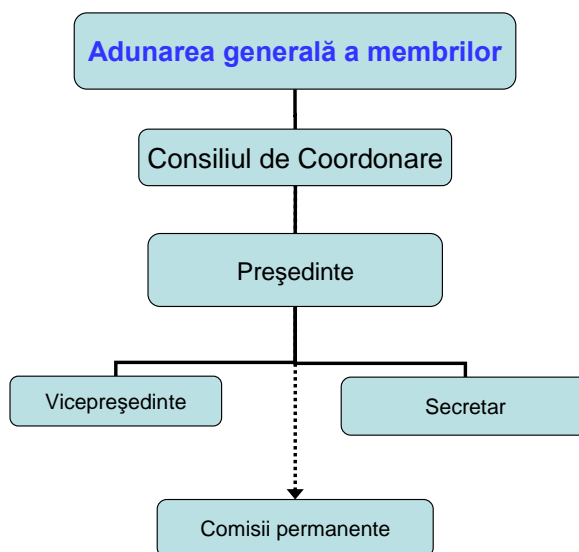 Adunarea generală a membrilor
Consiliul de Coordonare
Preşedinte
Vicepreşedinte
Secretar
Comisii permanente